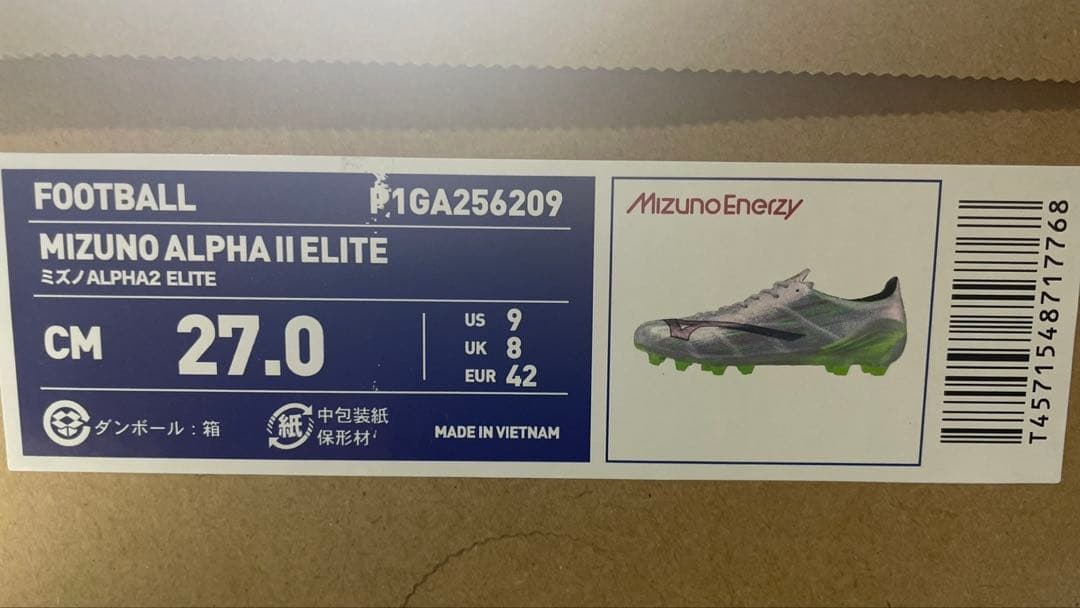 FOOTBALL P1GA256209
MIZUNO ALPHA II ELITE
ミズノALPHA2 ELITE
CM 27.0
US 9
UK 8
EUR 42
ダンボール:箱
紙 中包装紙
保形材
MADE IN VIETNAM
Mizuno Enerzy
T4571548717768